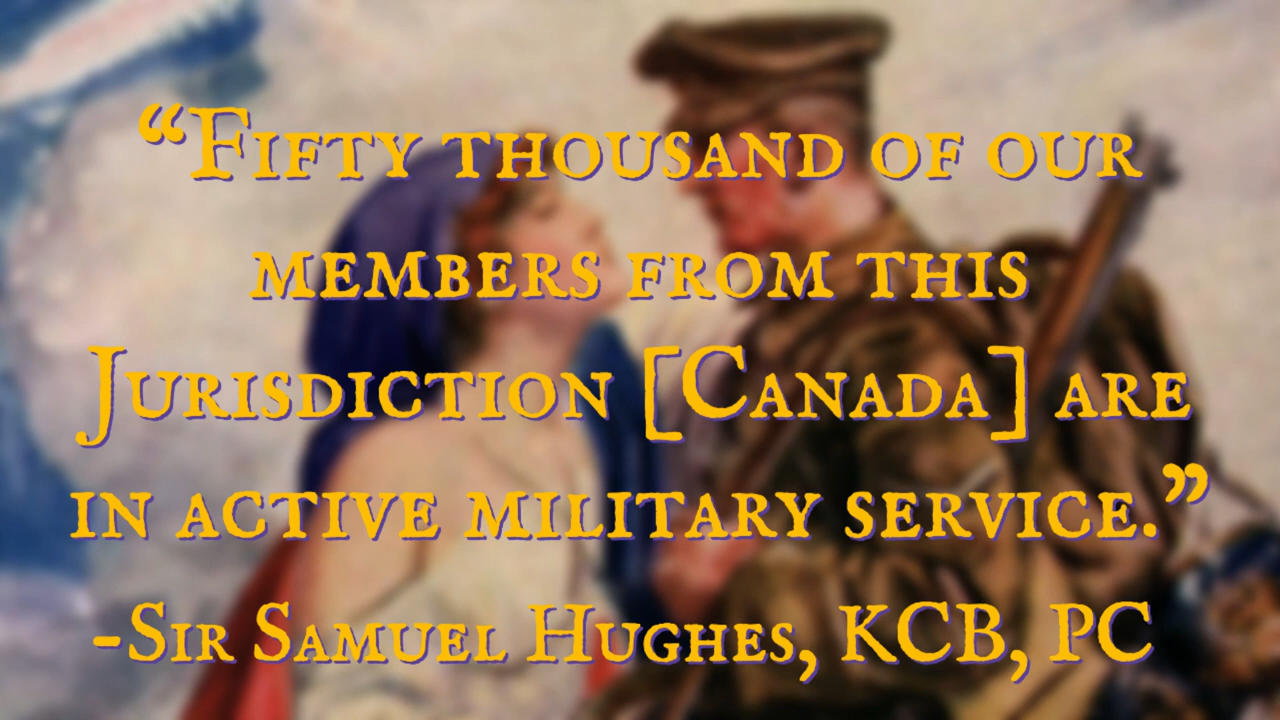 “Fifty thousand of our
members from this
Jurisdiction [Canada] are
in active military service.”
-Sir Samuel Hughes, KCB, PC